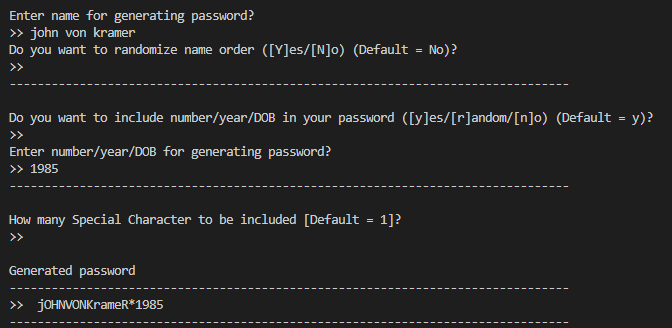 Enter name for generating password?
>> john von kramer
Do you want to randomize name order ([Y]es/[N]o) (Default = No)?
>>
--------------------------------------------------------------------------------
Do you want to include number/year/DOB in your password ([y]es/[r]andom/[n]o) (Default = y)?
>>
Enter number/year/DOB for generating password?
>> 1985
--------------------------------------------------------------------------------
How many Special Character to be included [Default = 1]?
>>
Generated password
--------------------------------------------------------------------------------
>>  jOHNVONKrameR*1985
--------------------------------------------------------------------------------